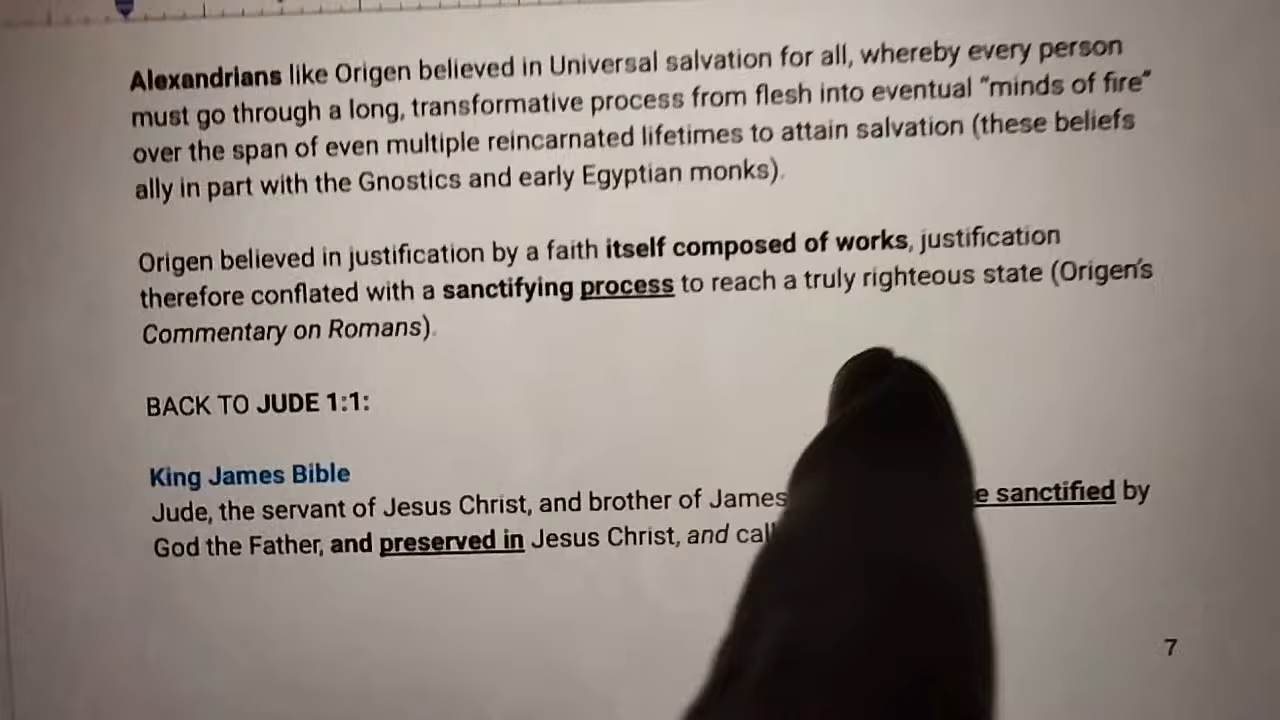 Alexandrians like Origen believed in Universal salvation for all, whereby every person
must go through a long, transformative process from flesh into eventual "minds of fire"
over the span of even multiple reincarnated lifetimes to attain salvation (these beliefs
ally in part with the Gnostics and early Egyptian monks).
Origen believed in justification by a faith itself composed of works, justification
therefore conflated with a sanctifying process to reach a truly righteous state (Origen's
Commentary on Romans).
BACK TO JUDE 1:1:
King James Bible
Jude, the servant of Jesus Christ, and brother of James sanctified by
God the Father, and preserved in Jesus Christ, and
7